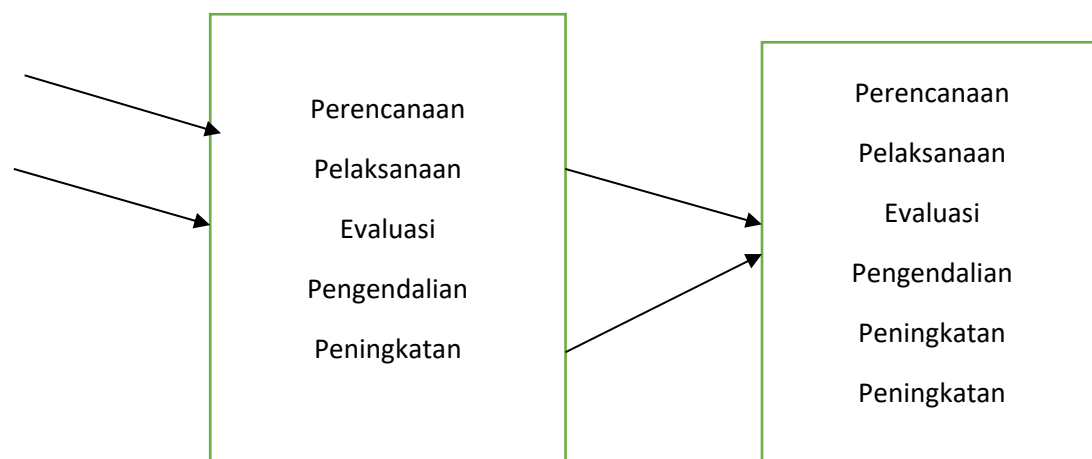 Perencanaan
Pelaksanaan
Evaluasi
Pengendalian
Peningkatan
Perencanaan
Pelaksanaan
Evaluasi
Pengendalian
Peningkatan
Peningkatan